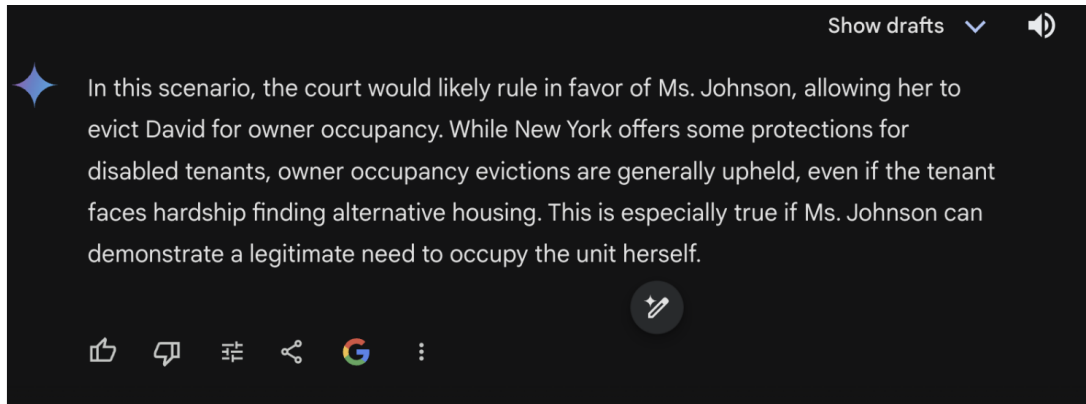 Show drafts
In this scenario, the court would likely rule in favor of Ms. Johnson, allowing her to
evict David for owner occupancy. While New York offers some protections for
disabled tenants, owner occupancy evictions are generally upheld, even if the tenant
faces hardship finding alternative housing. This is especially true if Ms. Johnson can
demonstrate a legitimate need to occupy the unit herself.